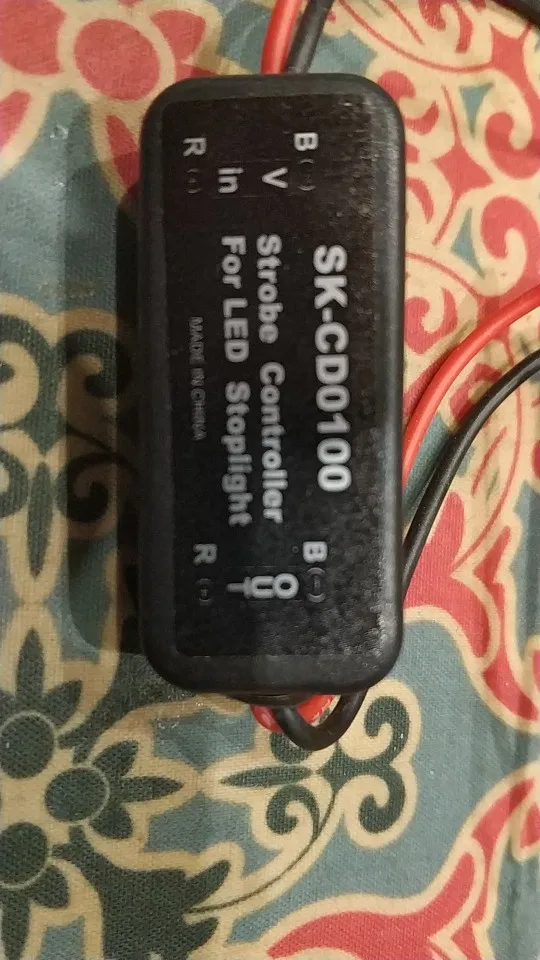 SK-CD0100
Strobe Controller
For LED Stoplight
MADE IN CHINA
B (-)
V
in
R (+)
B (-)
OUT
R (+)